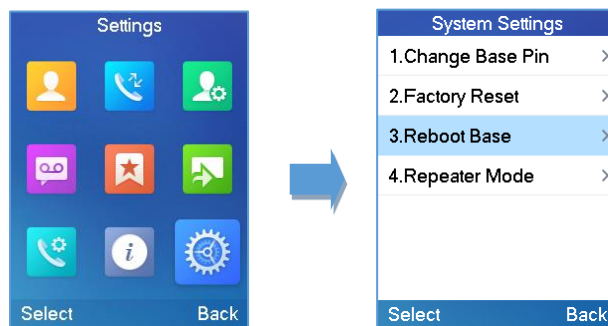 Settings
Select Back
System Settings
1.Change Base Pin
2.Factory Reset
3.Reboot Base
4.Repeater Mode
Select Back